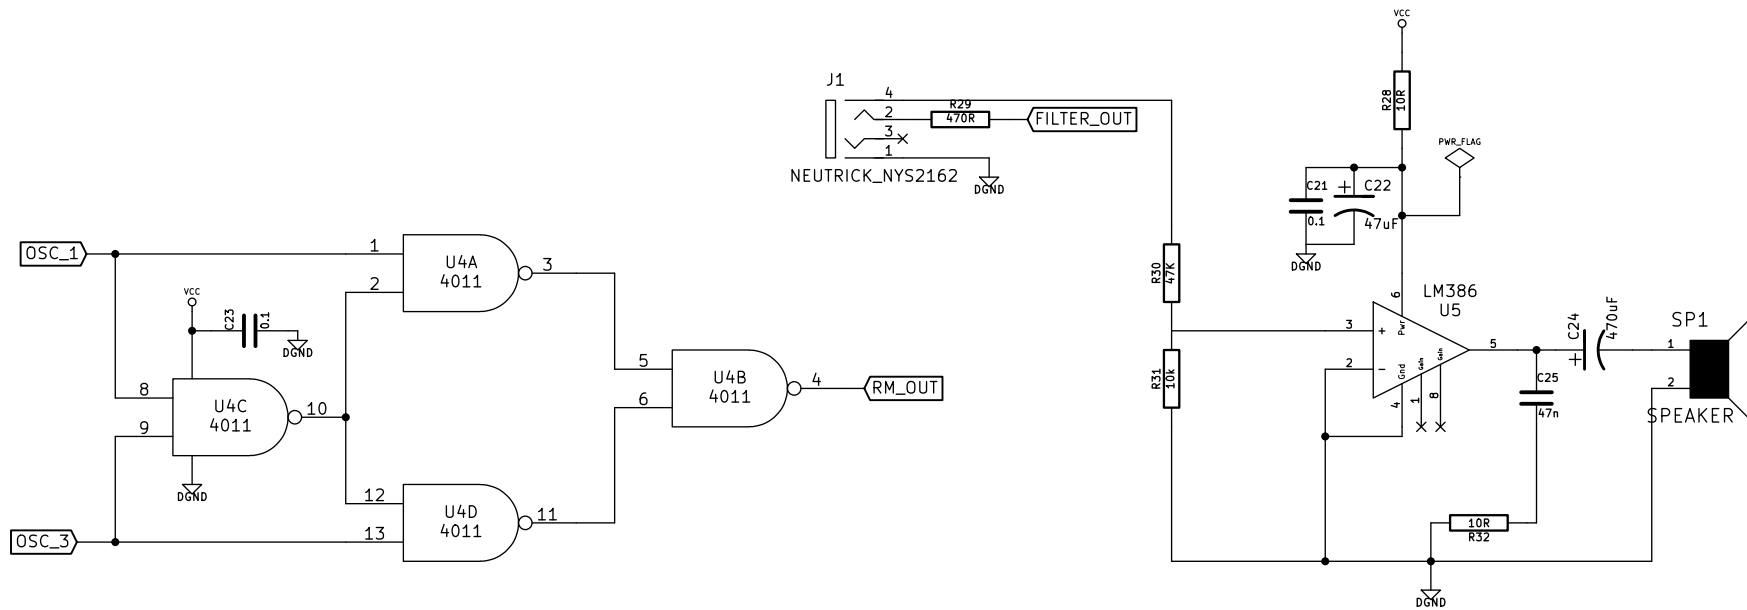 VCC
R28
10R
J1
4
R29
2
470R
FILTER_OUT
3
1
NEUTRICK_NYS2162
DGND
PWR_FLAG
C21
C22
0.1
47uF
DGND
OSC_1
1
U4A
4011
3
2
VCC
C23
0.1
DGND
R30
47K
6
LM386
U5
3
+
Pwr
5
2
-
Gnd
Gain
Gain
4
1
8
R31
10k
C24
470uF
+
SP1
1
2
SPEAKER
C25
47n
8
U4C
4011
10
9
DGND
5
U4B
4011
4
RM_OUT
6
12
U4D
4011
11
13
OSC_3
10R
R32
DGND